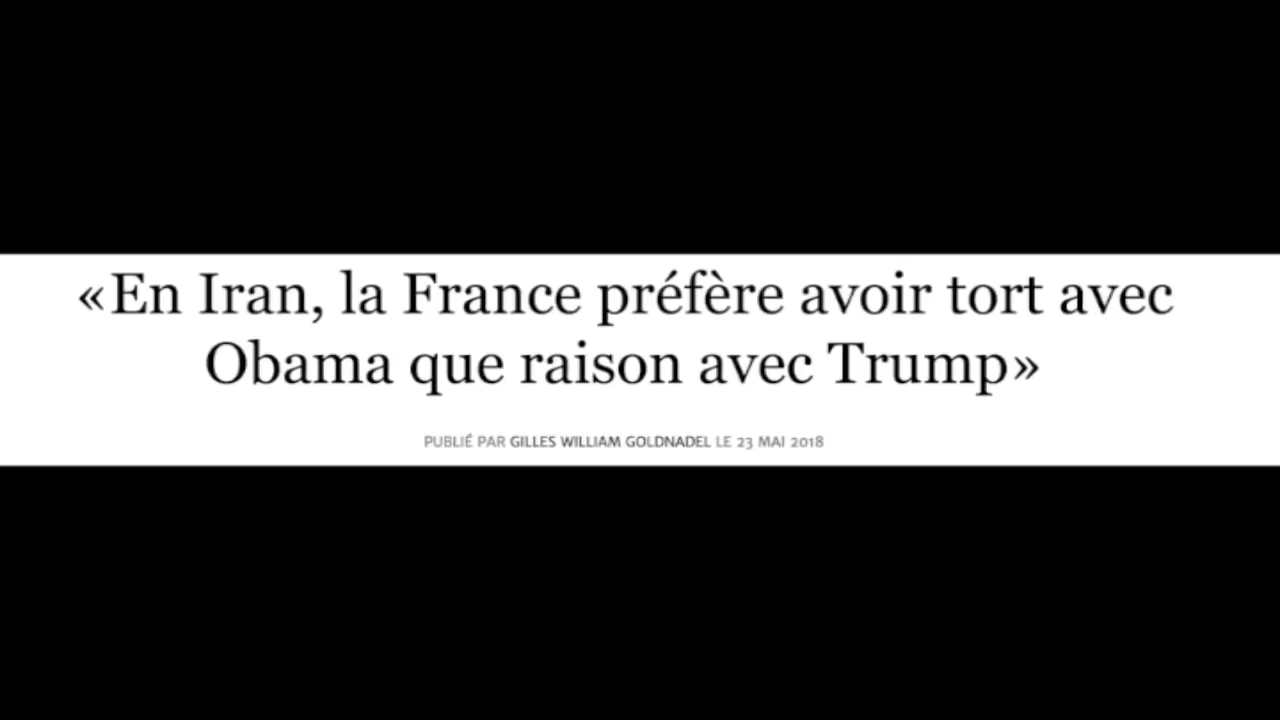 «En Iran, la France préfère avoir tort avec
Obama que raison avec Trump»
PUBLIÉ PAR GILLES WILLIAM GOLDNADEL LE 23 MAI 2018